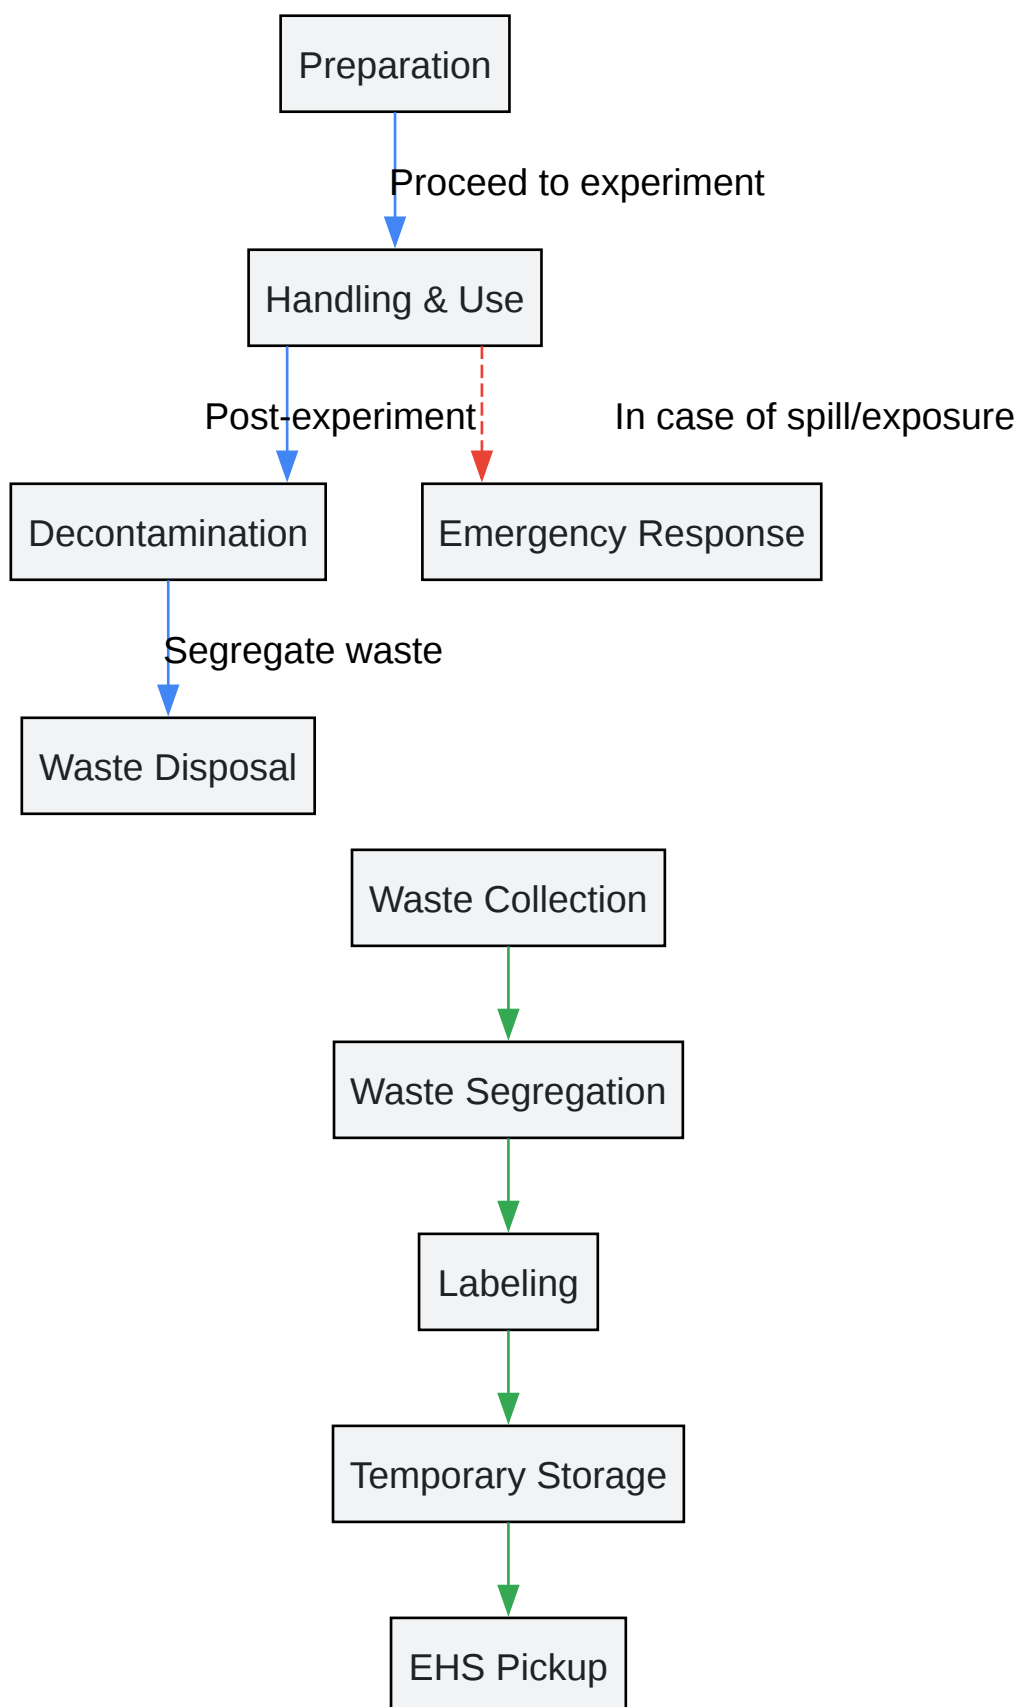 Preparation
Proceed to experiment
Handling & Use
Post-experiment
In case of spill/exposure
Decontamination
Emergency Response
Segregate waste
Waste Disposal
Waste Collection
Waste Segregation
Labeling
Temporary Storage
EHS Pickup